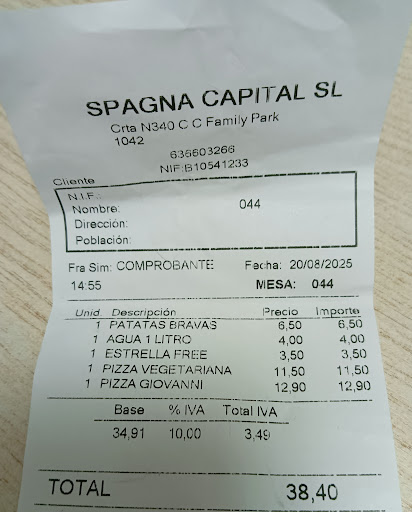 SPAGNA CAPITAL SL
Crta N340 C C Family Park
1042
636603266
NIF:B10541233
Cliente
N.I.F.:
Nombre: 044
Dirección:
Población:
Fra Sim: COMPROBANTE Fecha: 20/08/2025
14:55 MESA: 044
Unid. Descripción Precio Importe
1 PATATAS BRAVAS 6,50 6,50
1 AGUA 1 LITRO 4,00 4,00
1 ESTRELLA FREE 3,50 3,50
1 PIZZA VEGETARIANA 11,50 11,50
1 PIZZA GIOVANNI 12,90 12,90
Base % IVA Total IVA
34,91 10,00 3,49
TOTAL 38,40